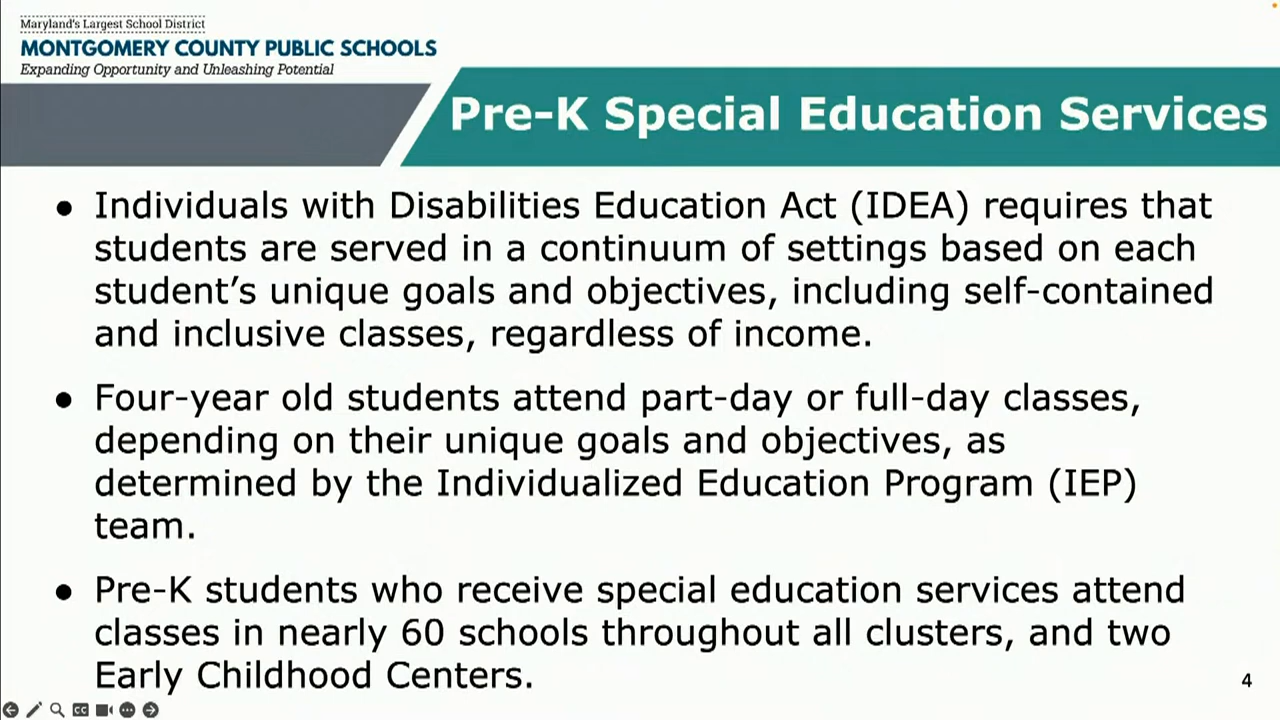 Maryland's Largest School District
MONTGOMERY COUNTY PUBLIC SCHOOLS
Expanding Opportunity and Unleashing Potential
Pre-K Special Education Services
● Individuals with Disabilities Education Act (IDEA) requires that
students are served in a continuum of settings based on each
student’s unique goals and objectives, including self-contained
and inclusive classes, regardless of income.
● Four-year old students attend part-day or full-day classes,
depending on their unique goals and objectives, as
determined by the Individualized Education Program (IEP)
team.
● Pre-K students who receive special education services attend
classes in nearly 60 schools throughout all clusters, and two
Early Childhood Centers.
4
CC